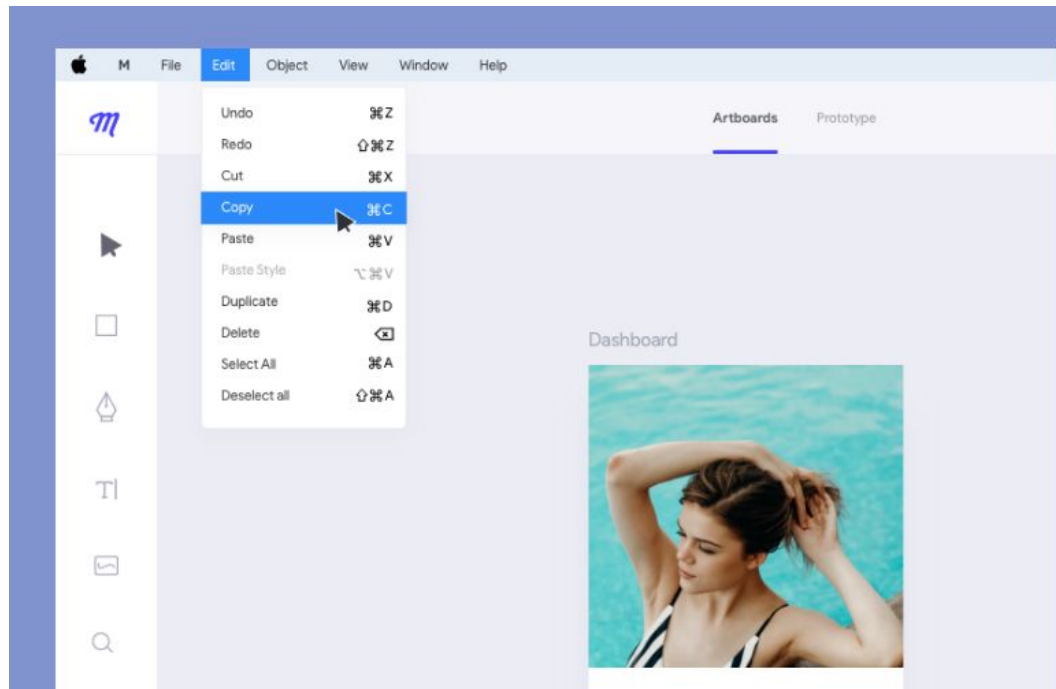 M File Edit Object View Window Help
m
Artboards Prototype
Undo ⌘Z
Redo ⇧⌘Z
Cut ⌘X
Copy ⌘C
Paste ⌘V
Paste Style ⌥⌘V
Duplicate ⌘D
Delete ⌫
Select All ⌘A
Deselect all ⇧⌘A
Dashboard
T